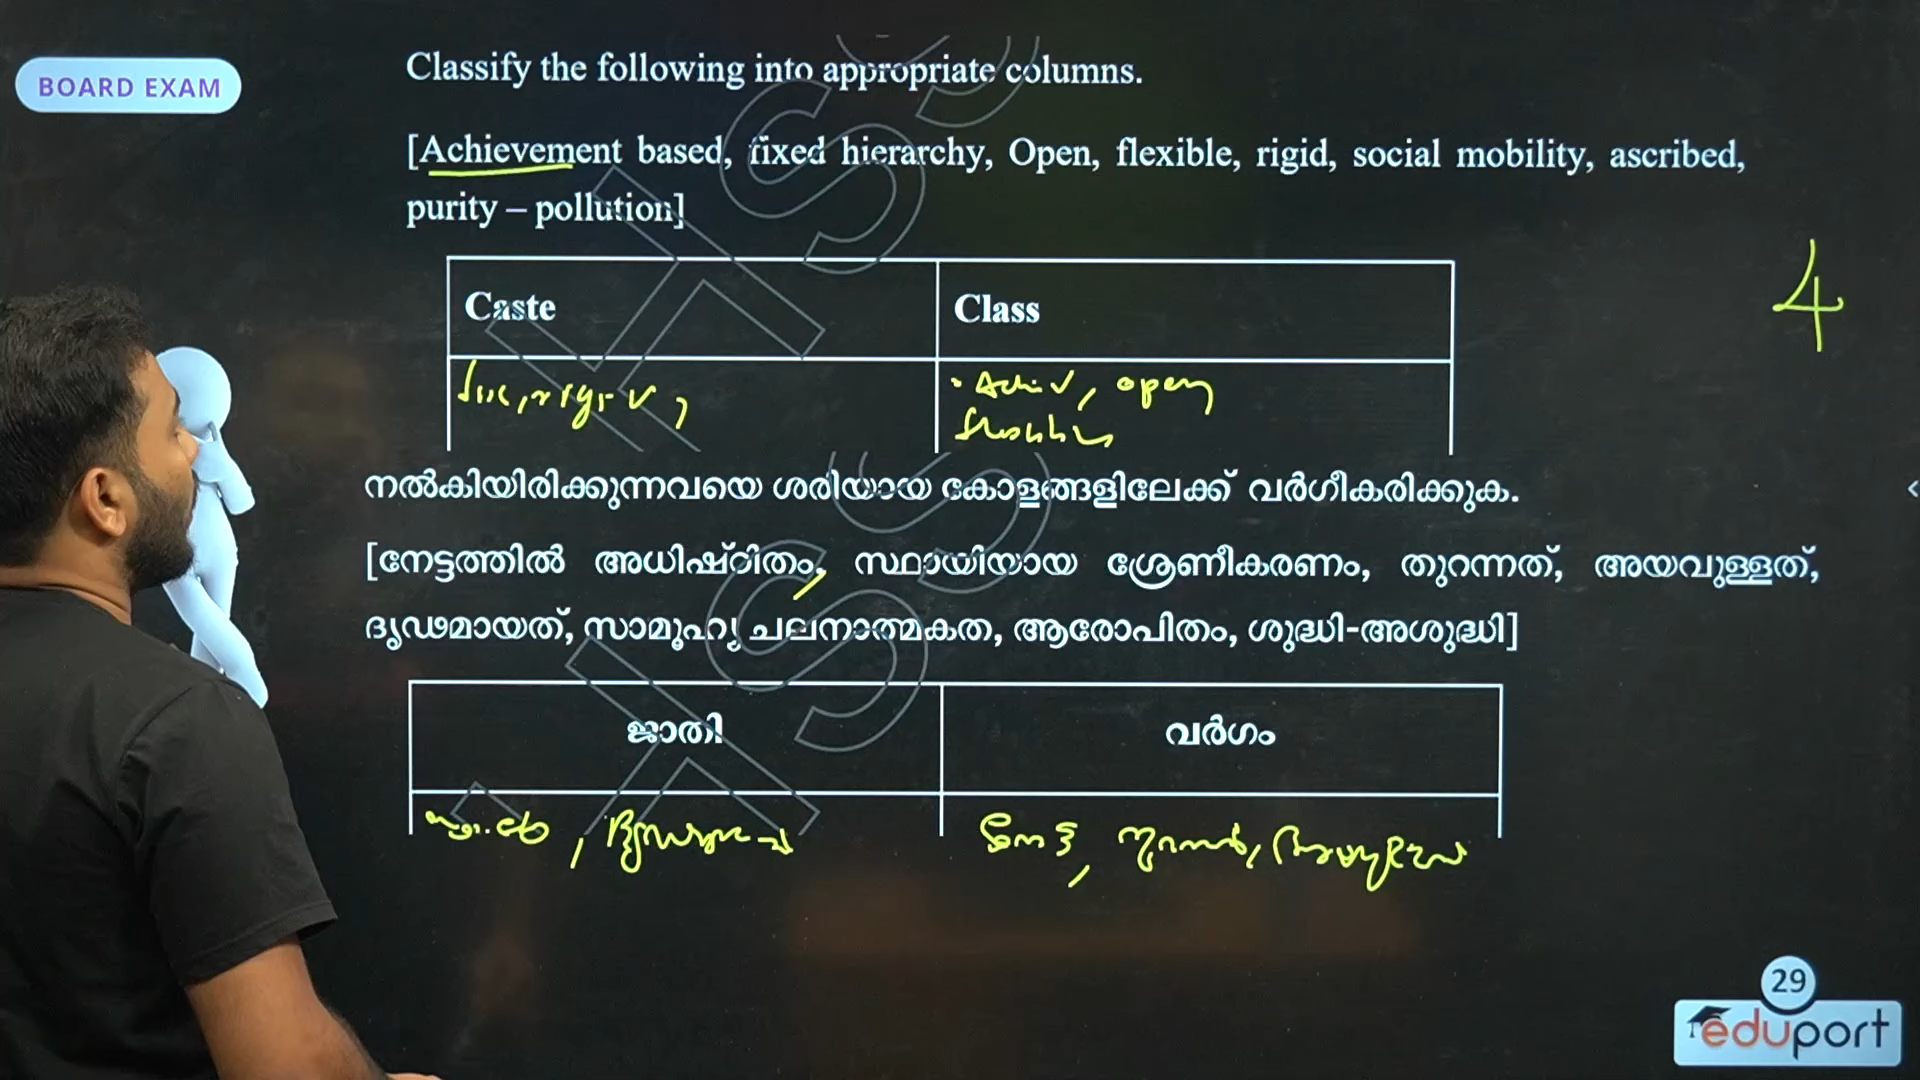 BOARD EXAM
Classify the following into appropriate columns.
[Achievement based, fixed hierarchy, Open, flexible, rigid, social mobility, ascribed,
purity – pollution]
4
Caste Class
open
നൽകിയിരിക്കുന്നവയെ ശരിയായ കോളങ്ങളിലേക്ക് വർഗീകരിക്കുക.
[നേട്ടത്തിൽ അധിഷ്ഠിതം, സ്ഥായിയായ ശ്രേണീകരണം, തുറന്നത്, അയവുള്ളത്,
ദൃഢമായത്, സാമൂഹ്യ ചലനാത്മകത, ആരോപിതം, ശുദ്ധി-അശുദ്ധി]
ജാതി വർഗം
29
eduport